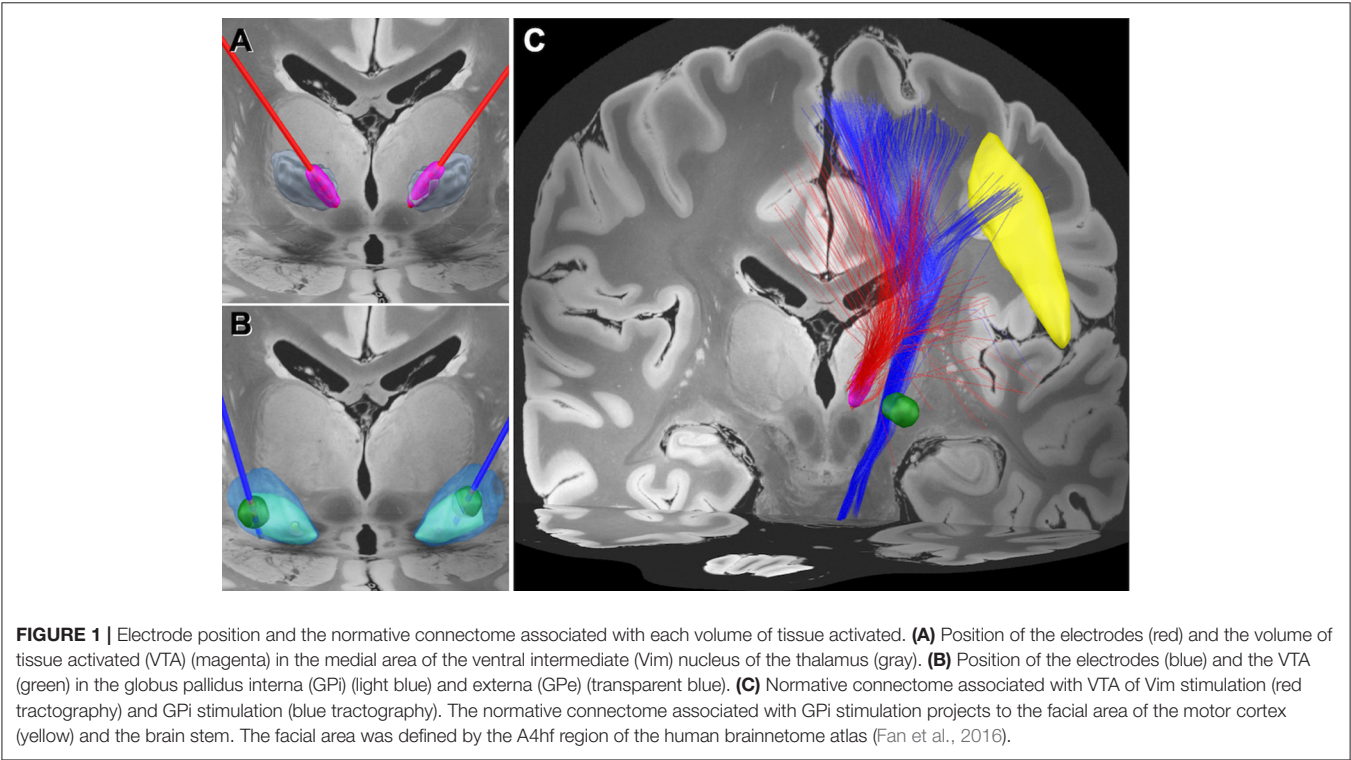 A
B
C
FIGURE 1 | Electrode position and the normative connectome associated with each volume of tissue activated. (A) Position of the electrodes (red) and the volume of
tissue activated (VTA) (magenta) in the medial area of the ventral intermediate (Vim) nucleus of the thalamus (gray). (B) Position of the electrodes (blue) and the VTA
(green) in the globus pallidus interna (GPi) (light blue) and externa (GPe) (transparent blue). (C) Normative connectome associated with VTA of Vim stimulation (red
tractography) and GPi stimulation (blue tractography). The normative connectome associated with GPi stimulation projects to the facial area of the motor cortex
(yellow) and the brain stem. The facial area was defined by the A4hf region of the human brainnetome atlas (Fan et al., 2016).